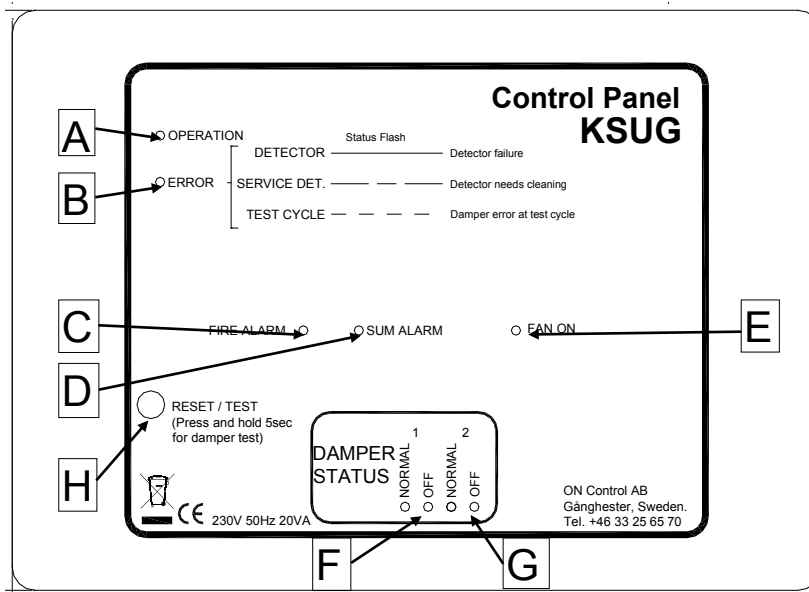 Control Panel
KSUG
A
OPERATION
Status Flash
DETECTOR
Detector failure
B
ERROR
SERVICE DET.
Detector needs cleaning
TEST CYCLE
Damper error at test cycle
C
FIRE ALARM
SUM ALARM
FAN ON
E
D
H
RESET / TEST
(Press and hold 5sec
for damper test)
DAMPER
STATUS
1
2
NORMAL
OFF
NORMAL
OFF
CE 230V 50Hz 20VA
ON Control AB
Gånghester, Sweden.
Tel. +46 33 25 65 70
F
G